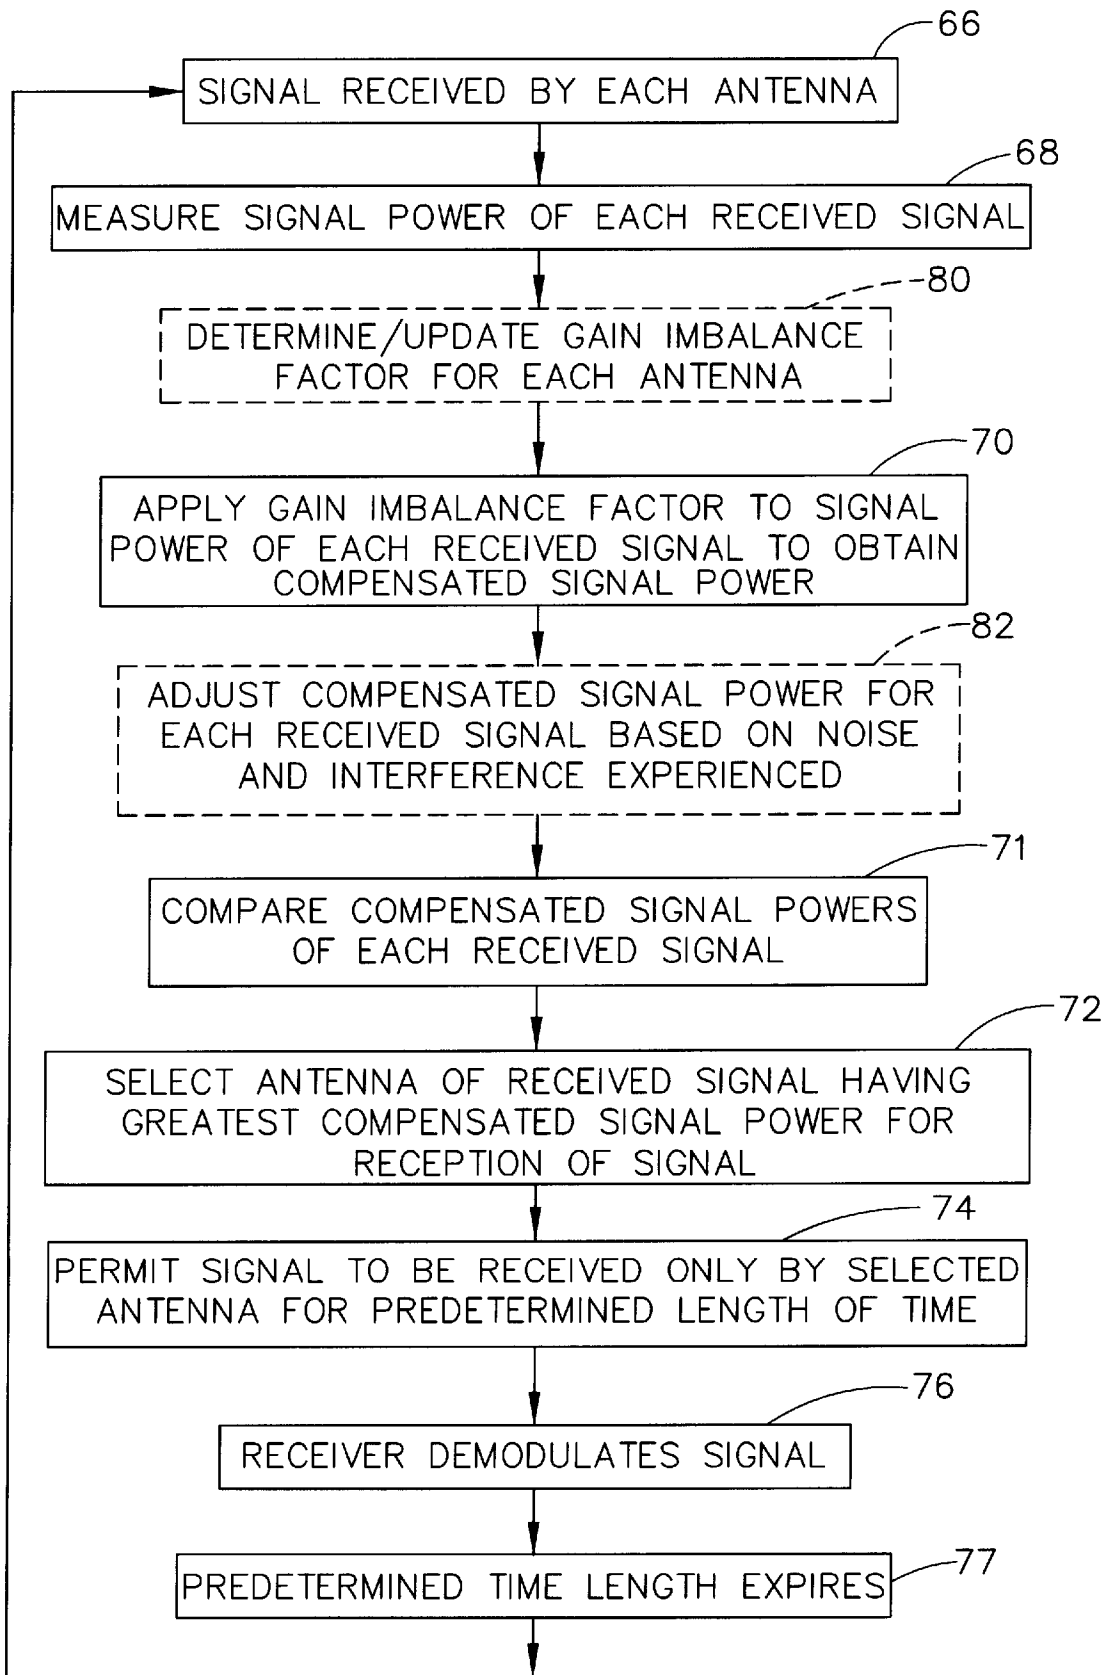 66
SIGNAL RECEIVED BY EACH ANTENNA
68
MEASURE SIGNAL POWER OF EACH RECEIVED SIGNAL
80
DETERMINE/UPDATE GAIN IMBALANCE
FACTOR FOR EACH ANTENNA
70
APPLY GAIN IMBALANCE FACTOR TO SIGNAL
POWER OF EACH RECEIVED SIGNAL TO OBTAIN
COMPENSATED SIGNAL POWER
82
ADJUST COMPENSATED SIGNAL POWER FOR
EACH RECEIVED SIGNAL BASED ON NOISE
AND INTERFERENCE EXPERIENCED
71
COMPARE COMPENSATED SIGNAL POWERS
OF EACH RECEIVED SIGNAL
72
SELECT ANTENNA OF RECEIVED SIGNAL HAVING
GREATEST COMPENSATED SIGNAL POWER FOR
RECEPTION OF SIGNAL
74
PERMIT SIGNAL TO BE RECEIVED ONLY BY SELECTED
ANTENNA FOR PREDETERMINED LENGTH OF TIME
76
RECEIVER DEMODULATES SIGNAL
77
PREDETERMINED TIME LENGTH EXPIRES